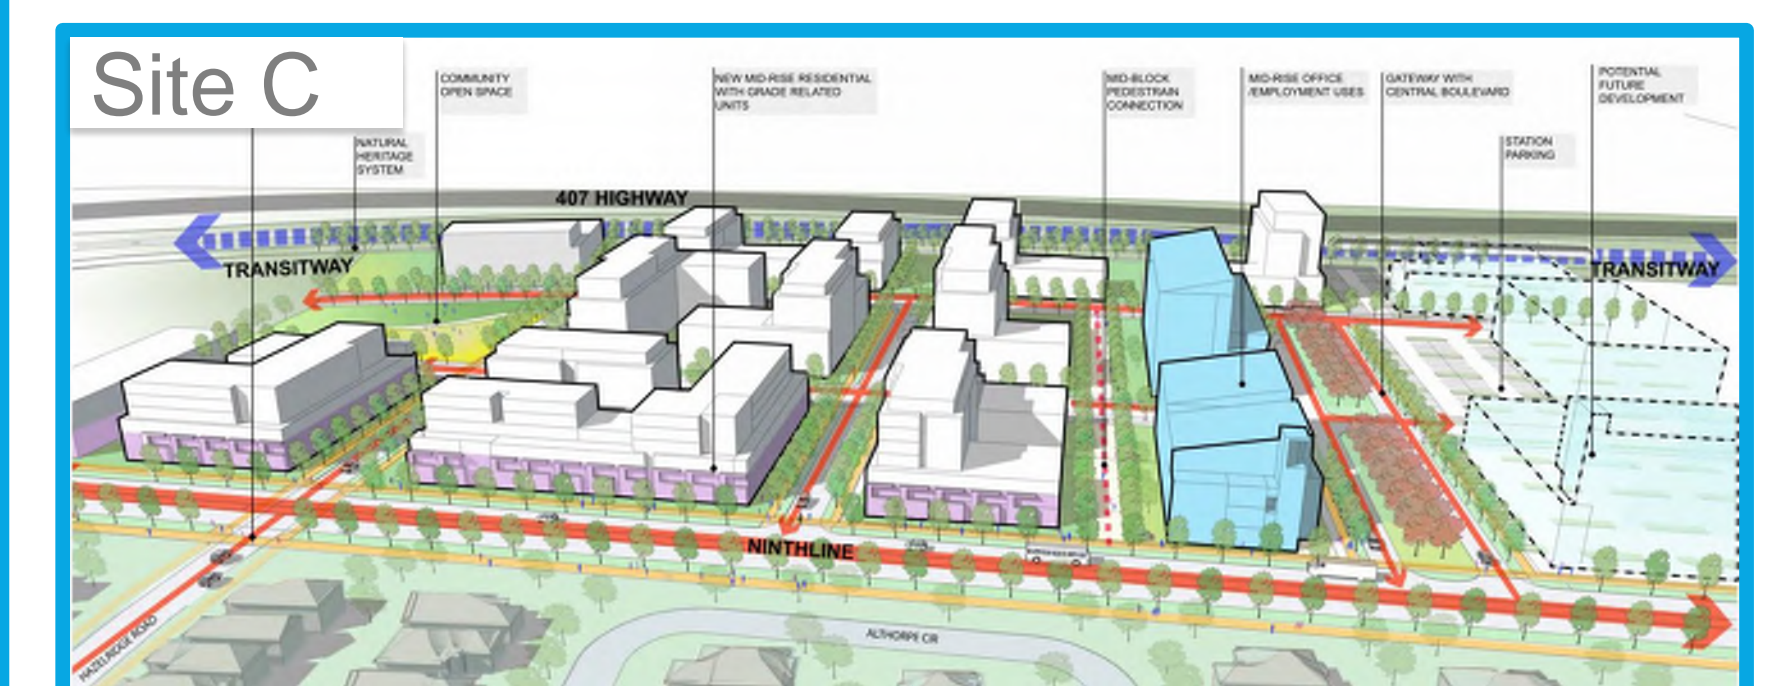 Site C
COMMUNITY
OPEN SPACE
NEW MID-RISE RESIDENTIAL
WITH GRADE RELATED
UNITS
MID-BLOCK
PEDESTRAIN
CONNECTION
MID-RISE OFFICE
/EMPLOYMENT USES
GATEWAY WITH
CENTRAL BOULEVARD
POTENTIAL
FUTURE
DEVELOPMENT
NATURAL
HERITAGE
SYSTEM
STATION
PARKING
407 HIGHWAY
TRANSITWAY
TRANSITWAY
NINTHLINE
HAZELRIDGE ROAD
ALTHORPE CIR